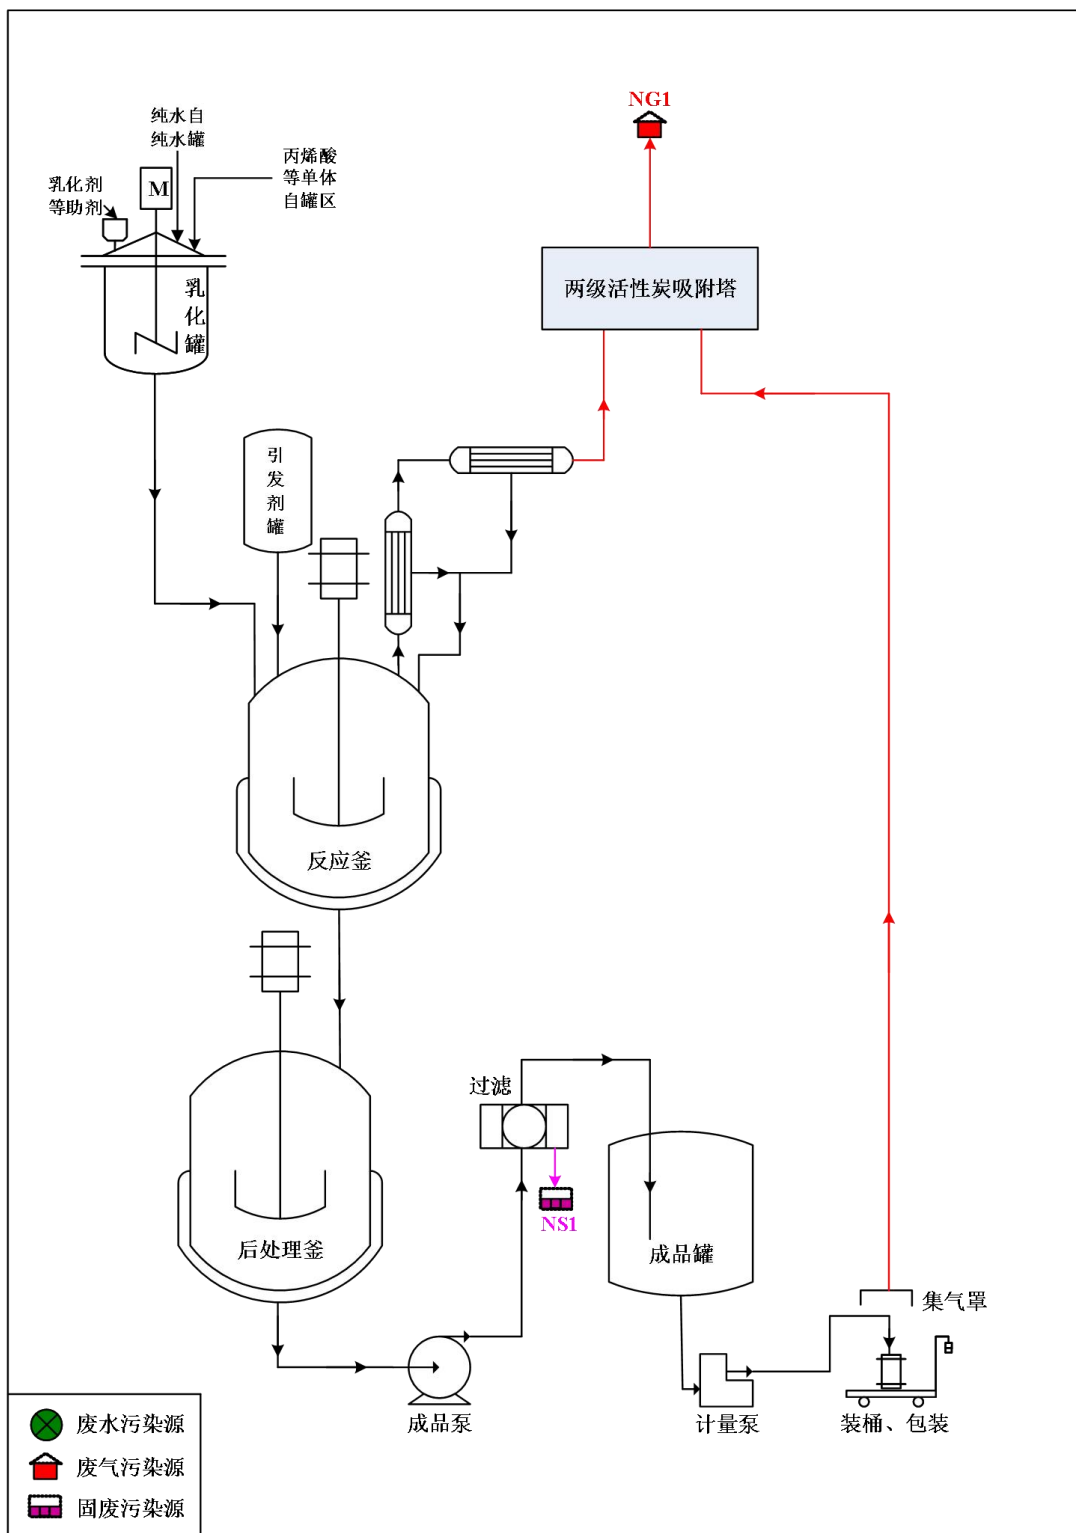 NG1
纯水自
纯水罐
丙烯酸
等单体
自罐区
乳化剂
等助剂
M
乳
化
罐
两级活性炭吸附塔
引
发
剂
罐
反应釜
过滤
NS1
后处理釜
成品罐
集气罩
成品泵
计量泵
装桶、包装
废水污染源
废气污染源
固废污染源